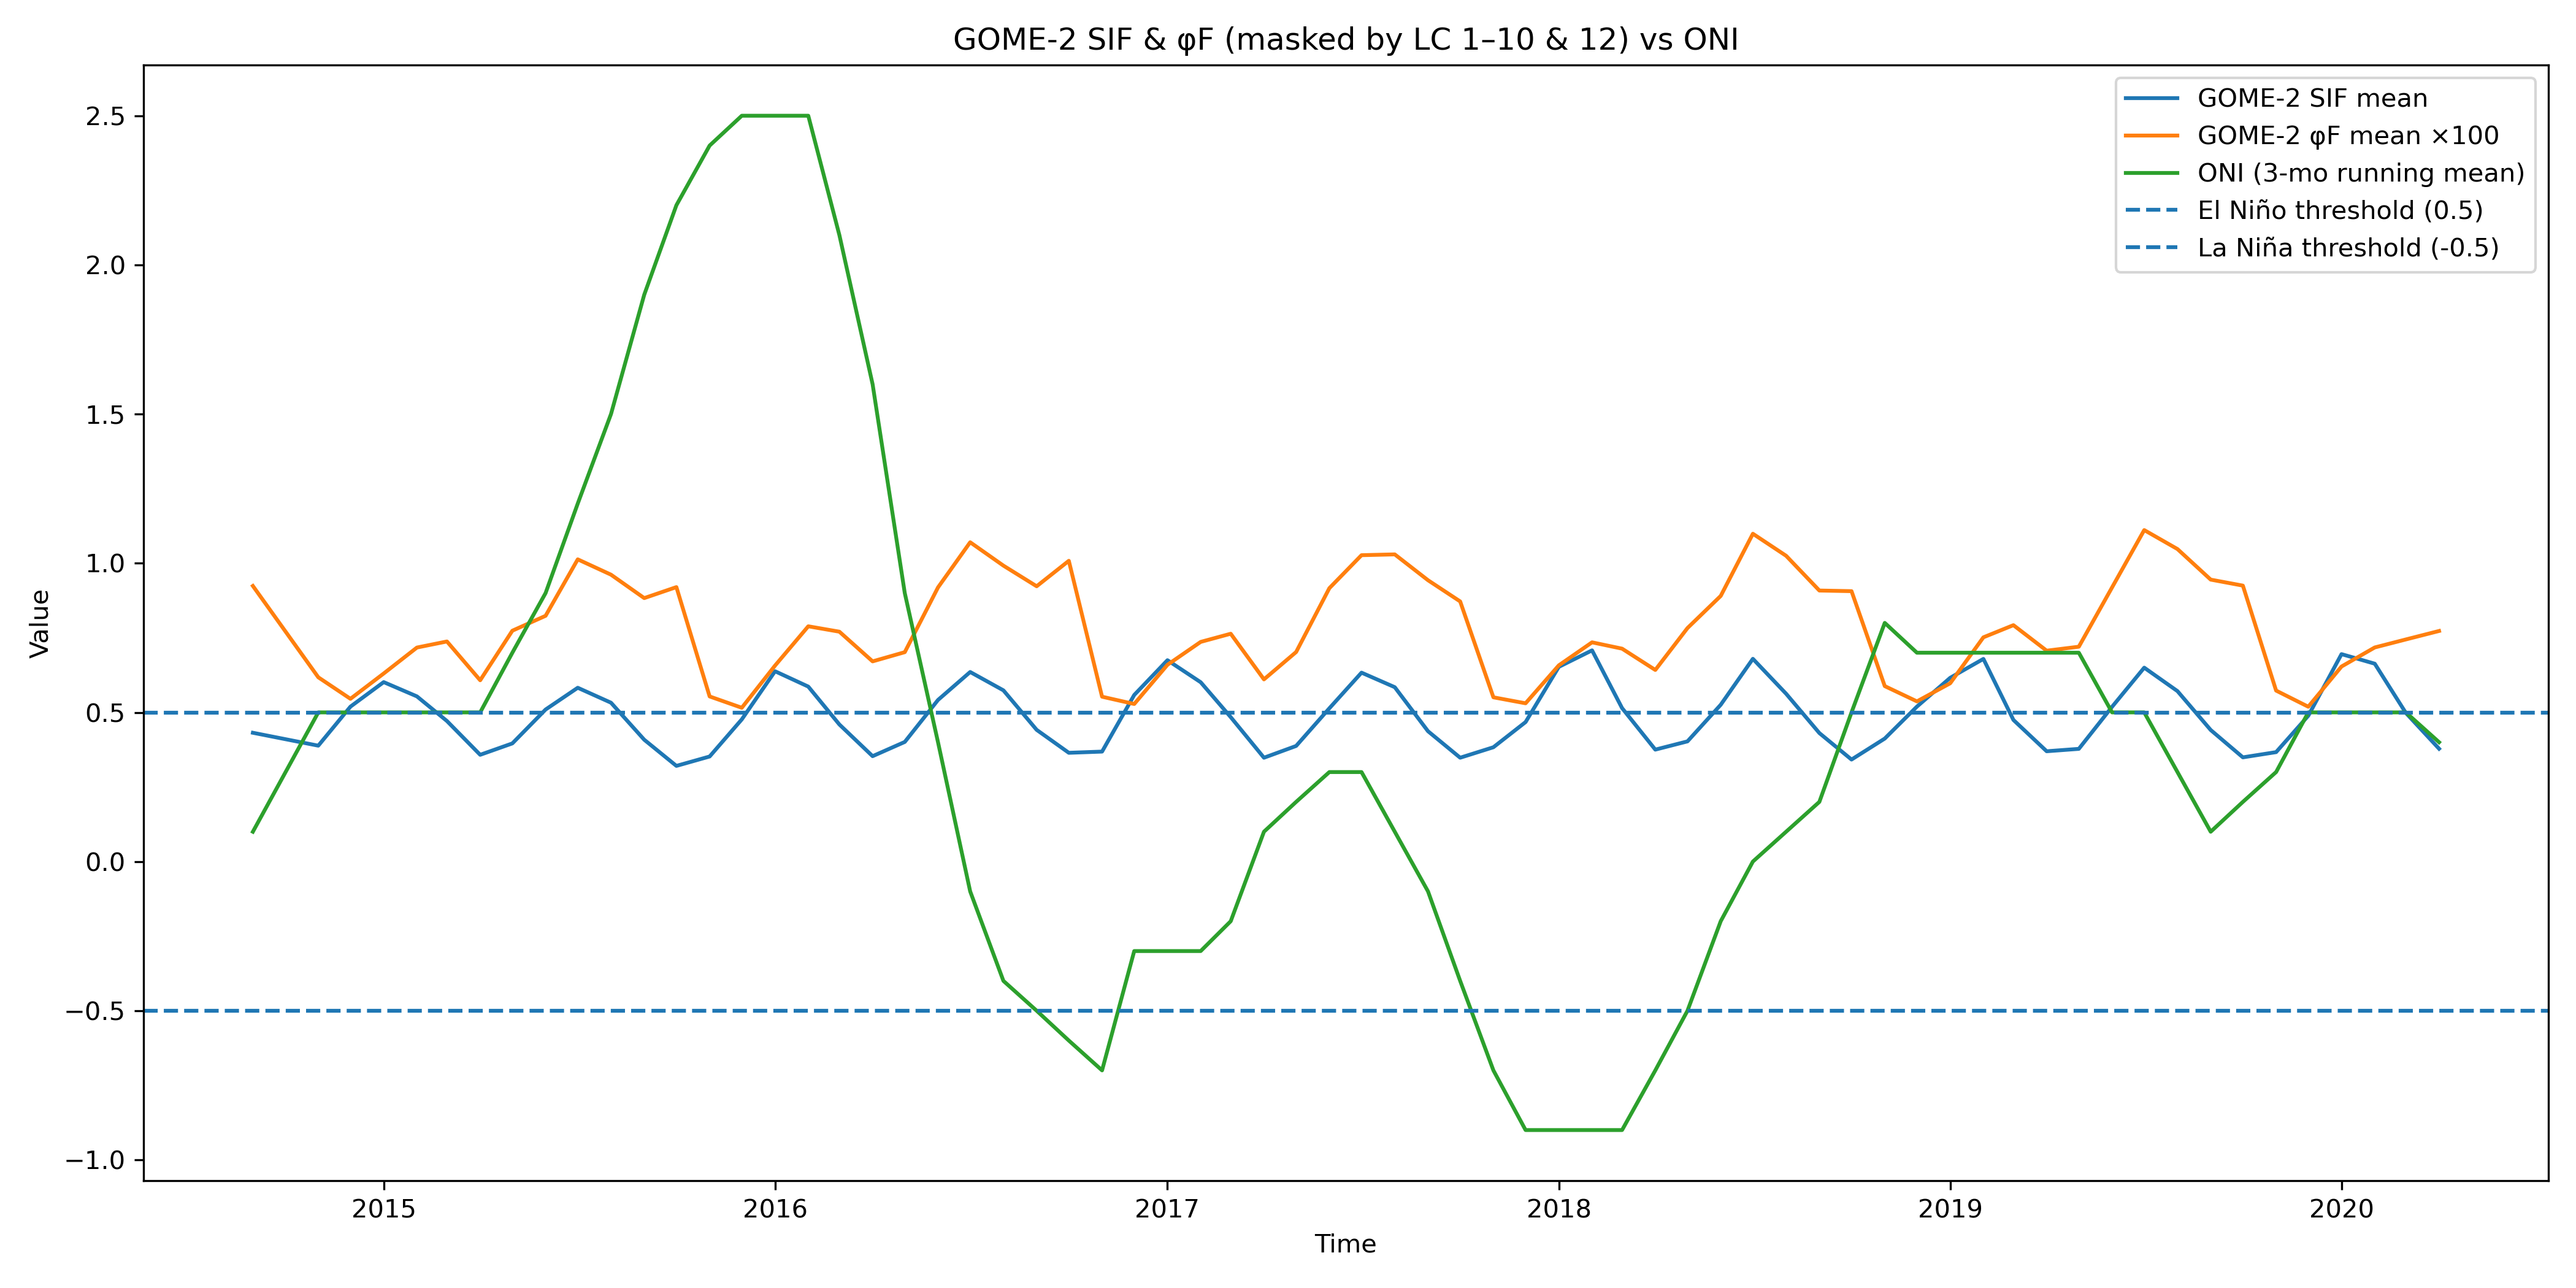 GOME-2 SIF & φF (masked by LC 1–10 & 12) vs ONI
GOME-2 SIF mean
GOME-2 φF mean ×100
ONI (3-mo running mean)
El Niño threshold (0.5)
La Niña threshold (-0.5)
Value
2.5
2.0
1.5
1.0
0.5
0.0
−0.5
−1.0
2015
2016
2017
2018
2019
2020
Time